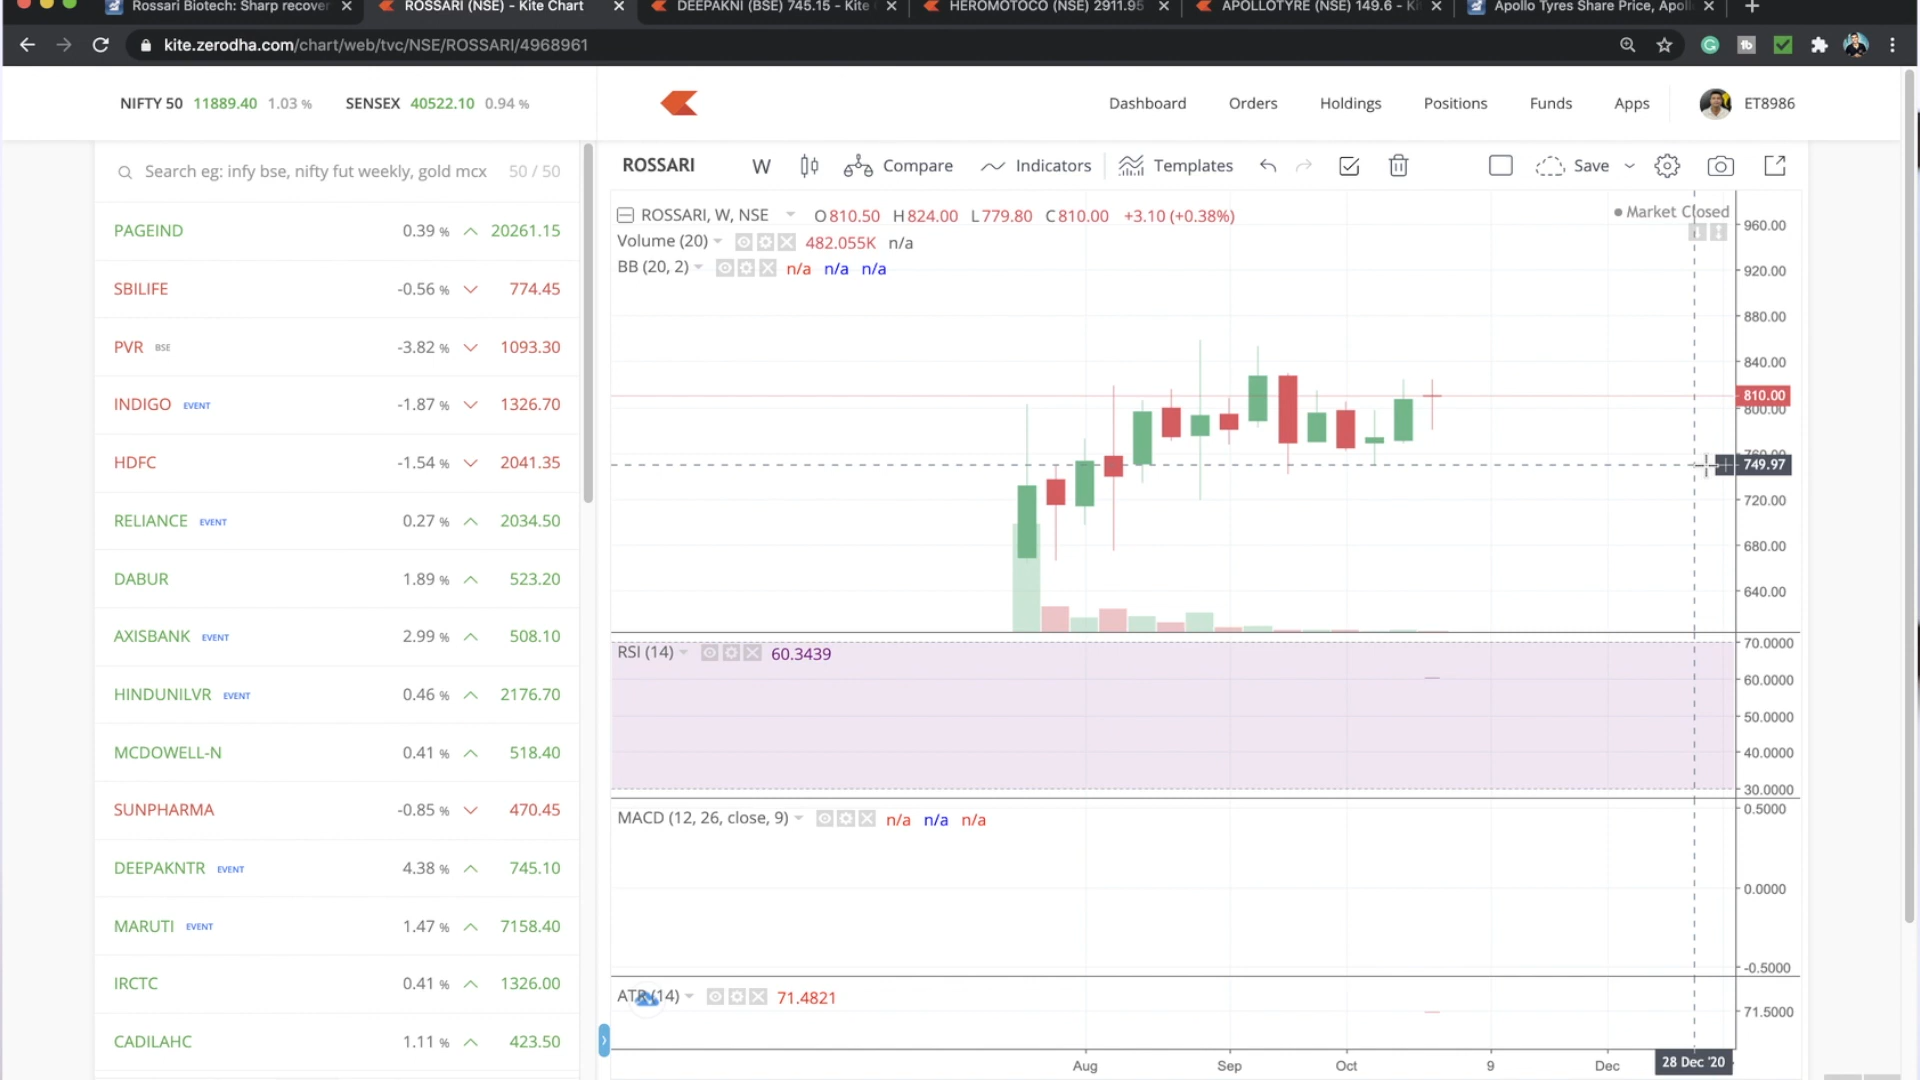 Rossari Biotech: Sharp recover
ROSSARI (NSE) - Kite Chart
DEEPAKNI (BSE) 745.15 - Kite
HEROMOTOCO (NSE) 2911.95
APOLLOTYRE (NSE) 149.6 - Ki
Apollo Tyres Share Price, Apoll
kite.zerodha.com/chart/web/tvc/NSE/ROSSARI/4968961
NIFTY 50 11889.40 1.03 % SENSEX 40522.10 0.94 %
Dashboard Orders Holdings Positions Funds Apps ET8986
Search eg: infy bse, nifty fut weekly, gold mcx 50 / 50
PAGEIND 0.39 % 20261.15
SBILIFE -0.56 % 774.45
PVR BSE -3.82 % 1093.30
INDIGO EVENT -1.87 % 1326.70
HDFC -1.54 % 2041.35
RELIANCE EVENT 0.27 % 2034.50
DABUR 1.89 % 523.20
AXISBANK EVENT 2.99 % 508.10
HINDUNILVR EVENT 0.46 % 2176.70
MCDOWELL-N 0.41 % 518.40
SUNPHARMA -0.85 % 470.45
DEEPAKNTR EVENT 4.38 % 745.10
MARUTI EVENT 1.47 % 7158.40
IRCTC 0.41 % 1326.00
CADILAHC 1.11 % 423.50
ROSSARI W Compare Indicators Templates Save
ROSSARI, W, NSE O810.50 H824.00 L779.80 C810.00 +3.10 (+0.38%)
Market Closed
Volume (20) 482.055K n/a
BB (20, 2) n/a n/a n/a
960.00
920.00
880.00
840.00
810.00
800.00
760.00
749.97
720.00
680.00
640.00
RSI (14) 60.3439
70.0000
60.0000
50.0000
40.0000
30.0000
MACD (12, 26, close, 9) n/a n/a n/a
0.5000
0.0000
-0.5000
ATR (14) 71.4821
71.5000
Aug Sep Oct 9 Dec 28 Dec '20